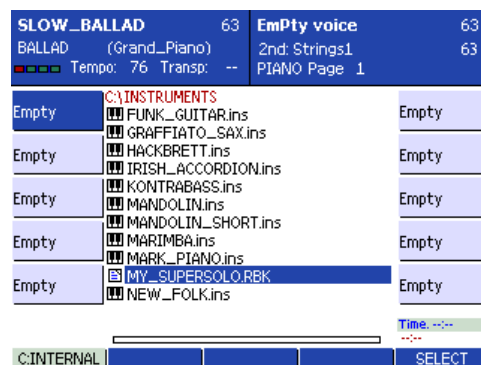 SLOW_BALLAD 63
BALLAD (Grand_Piano)
Tempo: 76 Transp: --
EmPty voice 63
2nd: Strings1 63
PIANO Page 1
Empty
Empty
Empty
Empty
C:\INSTRUMENTS
FUNK_GUITAR.ins
GRAFFIATO_SAX.ins
HACKBRETT.ins
IRISH_ACCORDION.ins
KONTRABASS.ins
MANDOLIN.ins
MANDOLIN_SHORT.ins
MARIMBA.ins
MARK_PIANO.ins
MY_SUPERSOLO.RBK
NEW_FOLK.ins
Empty
Empty
Empty
Empty
Time. --:--
--:--
C:INTERNAL SELECT